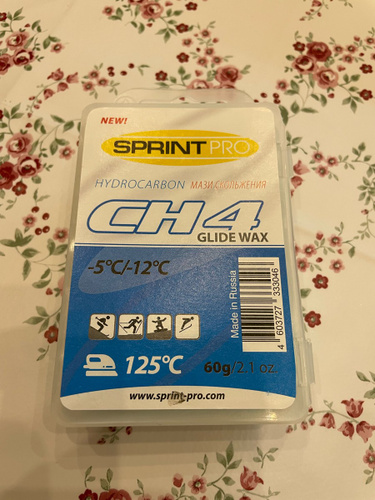 NEW!
SPRINT PRO
HYDROCARBON МАЗИ СКОЛЬЖЕНИЯ
CH4
GLIDE WAX
-5°C/-12°C
Made in Russia
4 603727 333046
125°C
60g/2.1 oz.
www.sprint-pro.com